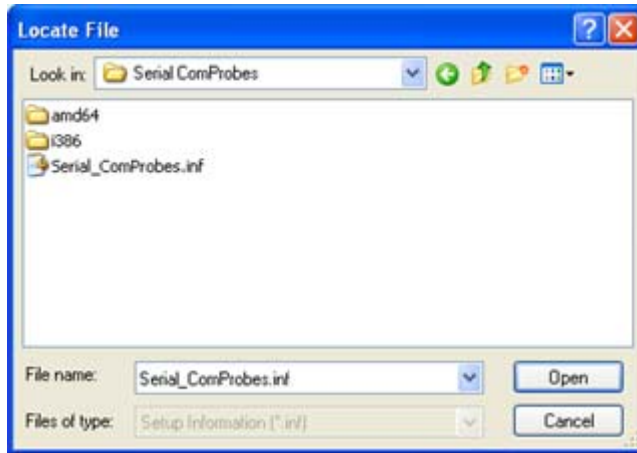 Locate File
Look in: Serial ComProbes
amd64
i386
Serial_ComProbes.inf
File name: Serial_ComProbes.inf Open
Files of type: Setup Information (*.inf) Cancel